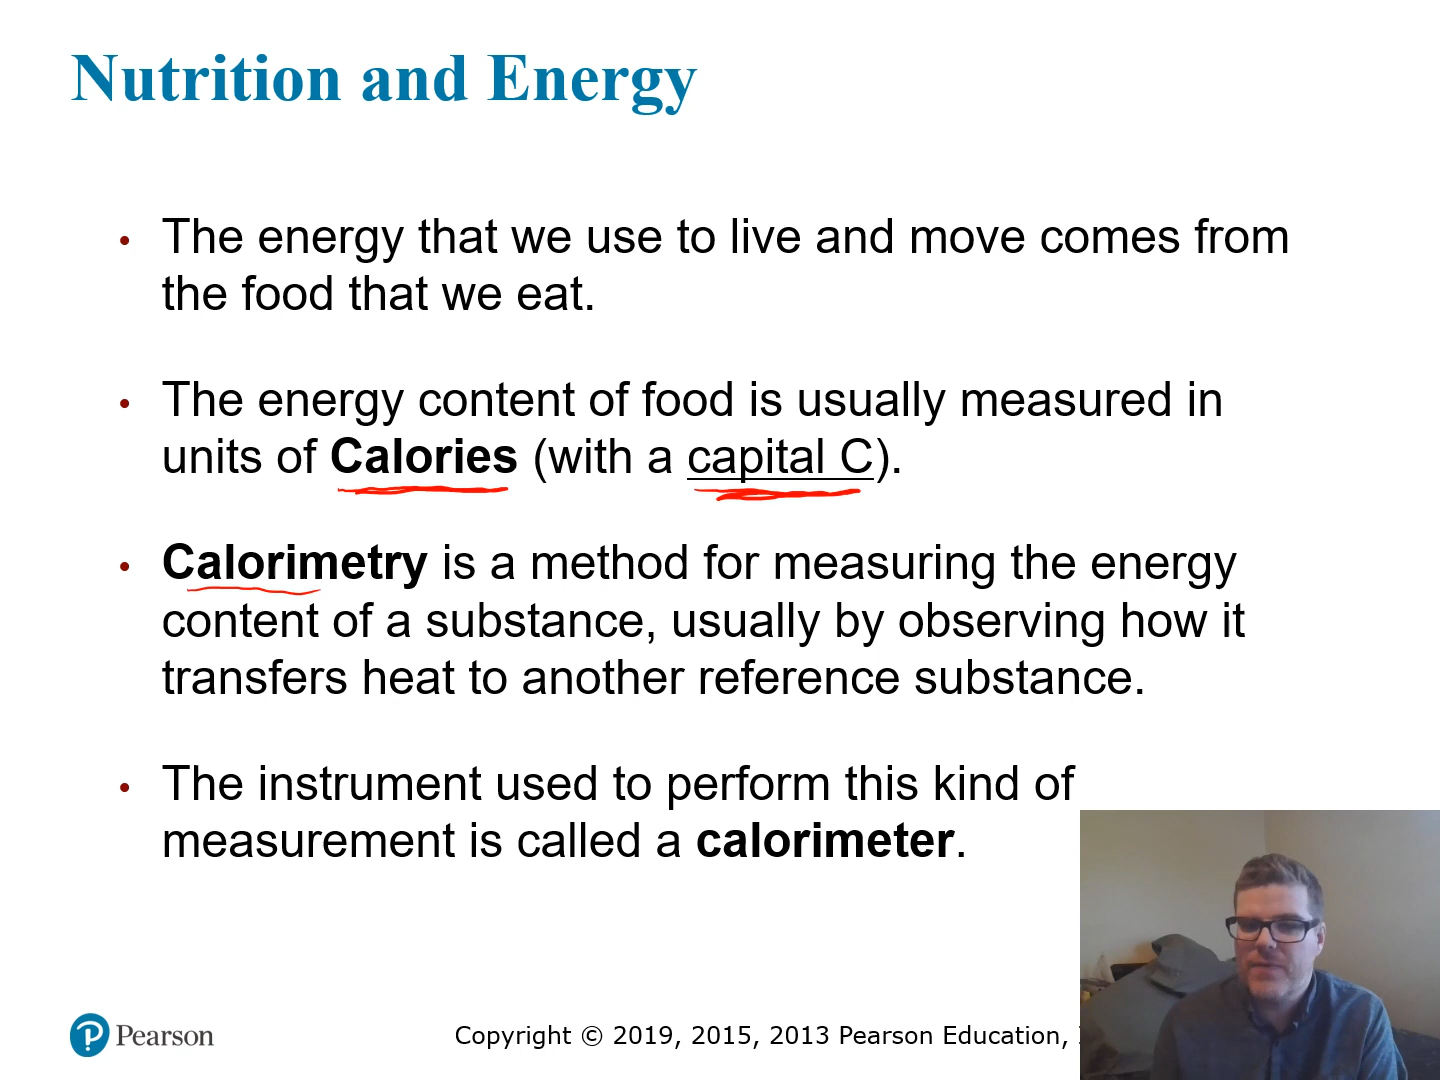 Nutrition and Energy
• The energy that we use to live and move comes from
the food that we eat.
• The energy content of food is usually measured in
units of Calories (with a capital C).
• Calorimetry is a method for measuring the energy
content of a substance, usually by observing how it
transfers heat to another reference substance.
• The instrument used to perform this kind of
measurement is called a calorimeter.
P Pearson
Copyright © 2019, 2015, 2013 Pearson Education,